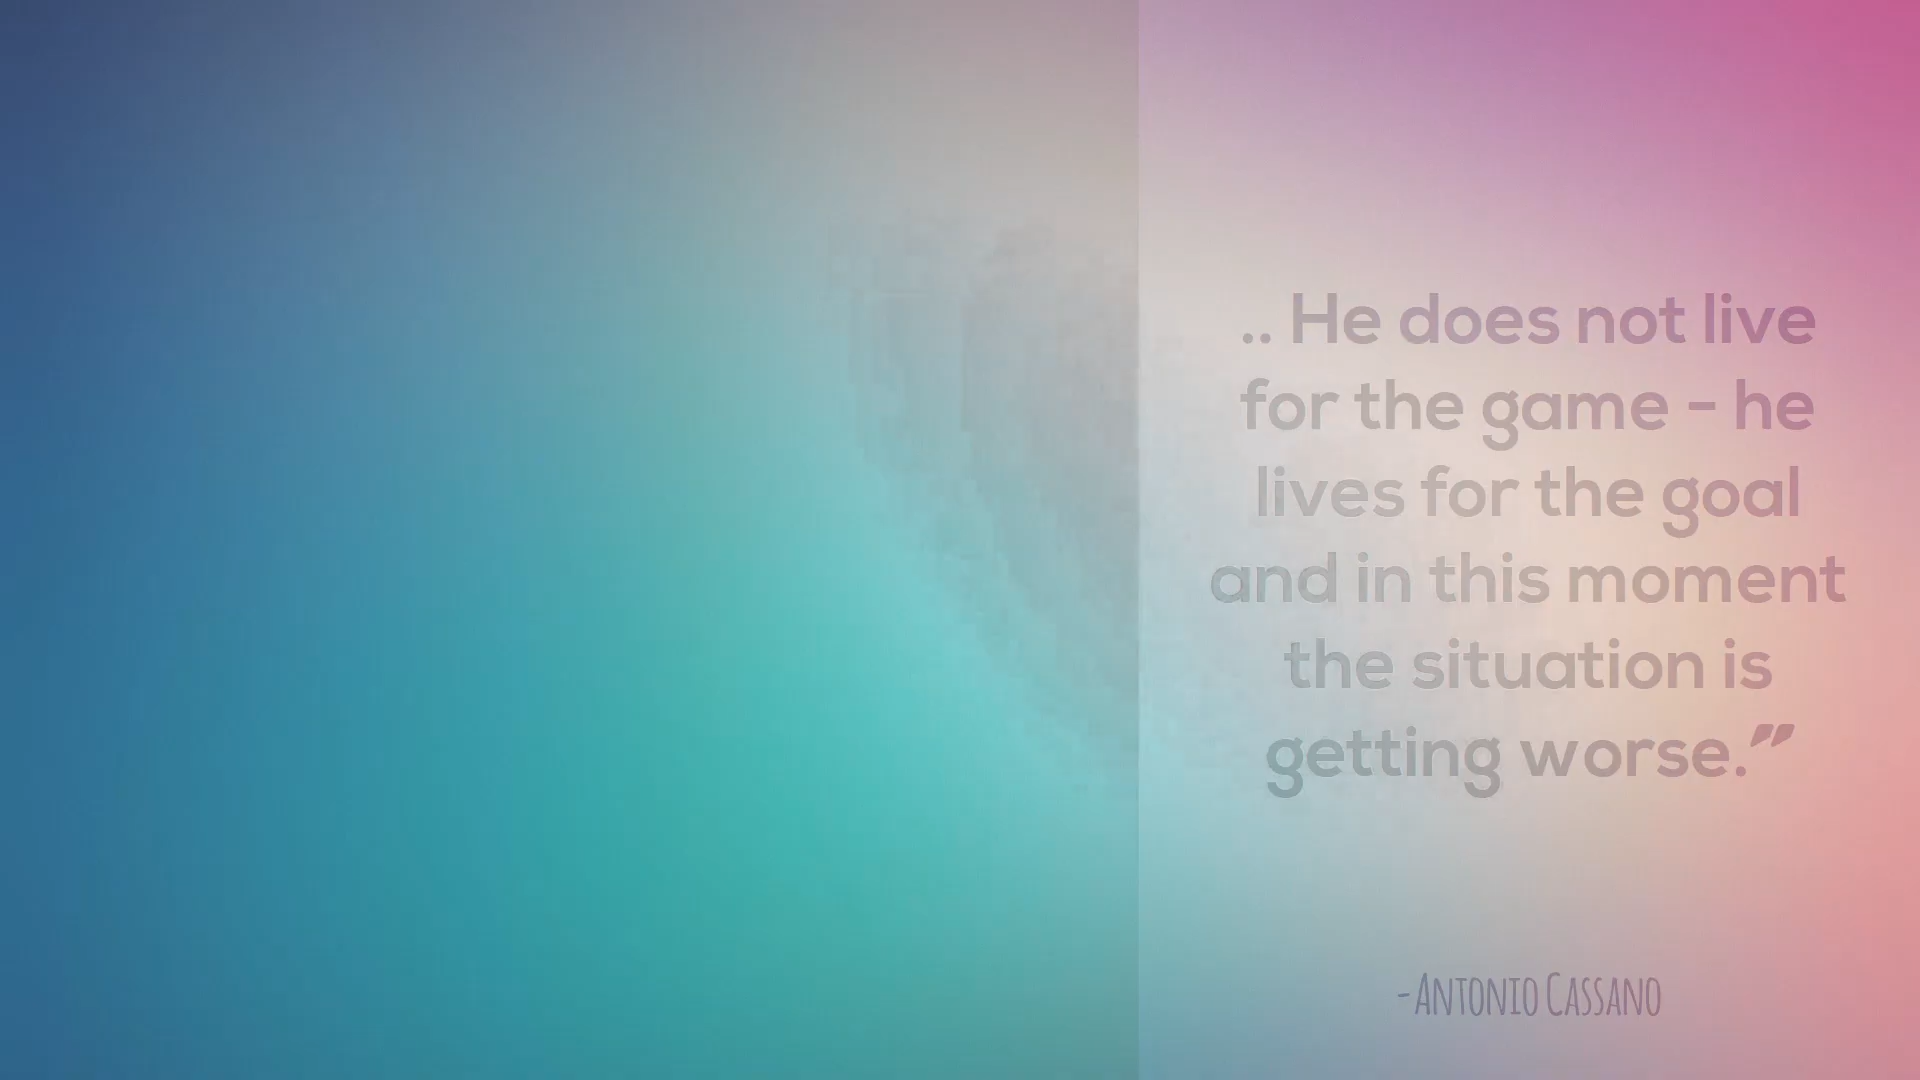 .. He does not live
for the game - he
lives for the goal
and in this moment
the situation is
getting worse.”
-Antonio Cassano